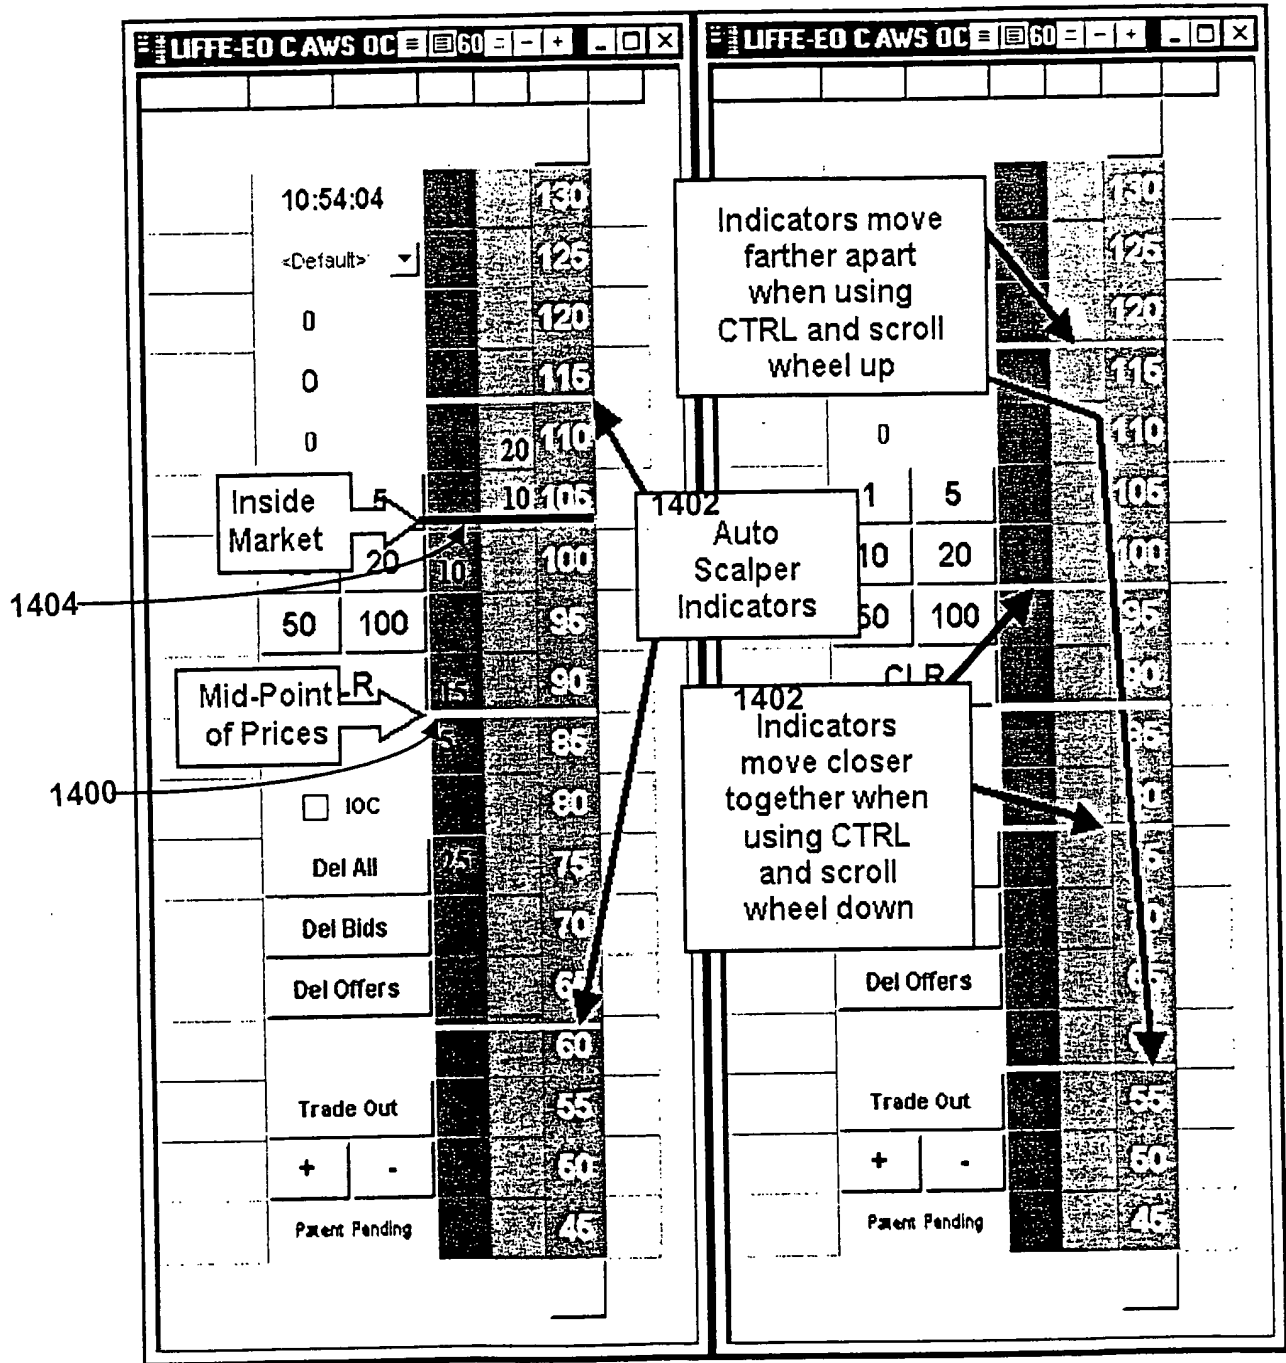 LIFFE-EO C AWS OC 60
10:54:04
<Default>
0
0
0
5
20
50 100
R
IOC
Del All
Del Bids
Del Offers
Trade Out
+ -
Patent Pending
130
125
120
115
20 110
10 105
10 100
95
15 90
5 85
80
25 75
70
60
55
50
45
Inside
Market
Mid-Point
of Prices
1404
1400
1402
Auto
Scalper
Indicators
LIFFE-EO C AWS OC 60
Indicators move
farther apart
when using
CTRL and scroll
wheel up
0
1 5
10 20
50 100
CLR
1402
Indicators
move closer
together when
using CTRL
and scroll
wheel down
Del Offers
Trade Out
+ -
Patent Pending
130
125
120
115
110
105
100
95
90
55
50
45